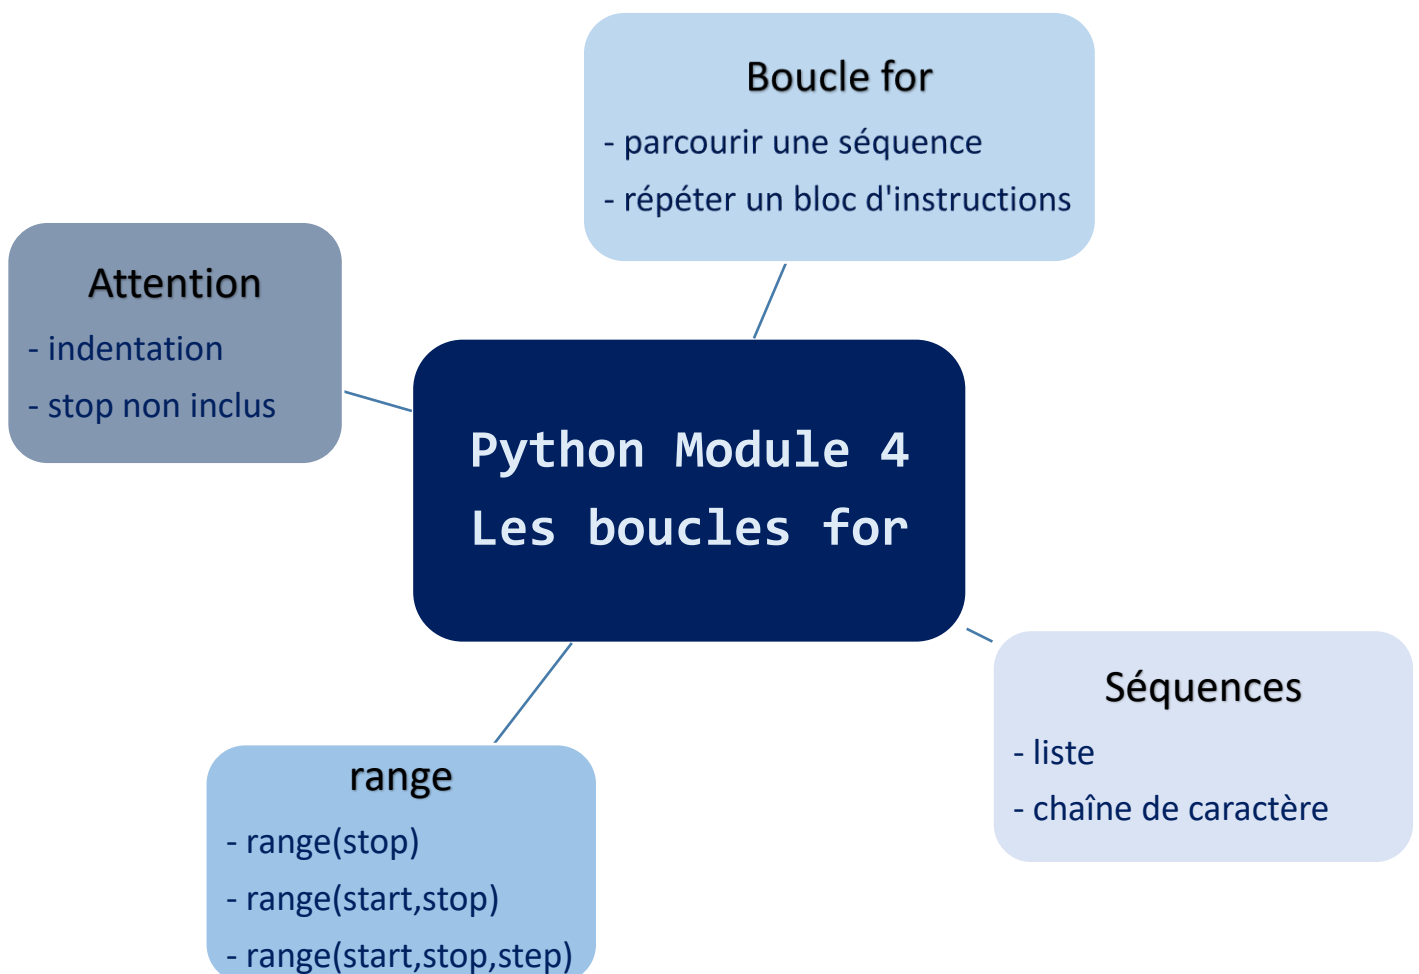 Boucle for
- parcourir une séquence
- répéter un bloc d'instructions
Attention
- indentation
- stop non inclus
Python Module 4
Les boucles for
Séquences
- liste
- chaîne de caractère
range
- range(stop)
- range(start,stop)
- range(start,stop,step)